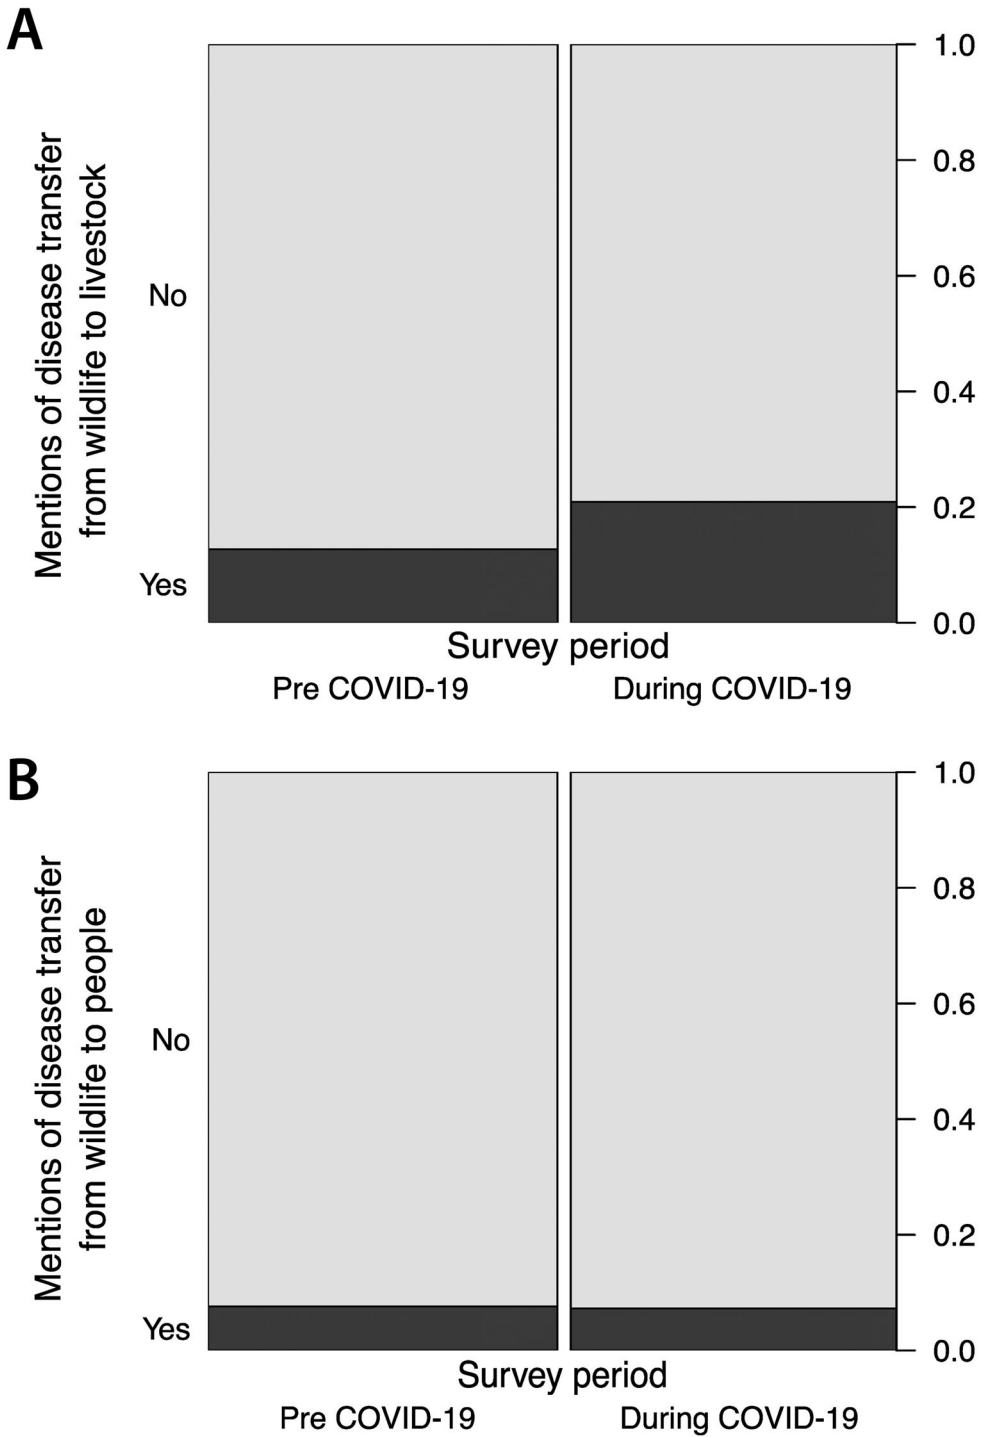 A
Mentions of disease transfer
from wildlife to livestock
No
Yes
1.0
0.8
0.6
0.4
0.2
0.0
Survey period
Pre COVID-19
During COVID-19
B
Mentions of disease transfer
from wildlife to people
No
Yes
1.0
0.8
0.6
0.4
0.2
0.0
Survey period
Pre COVID-19
During COVID-19